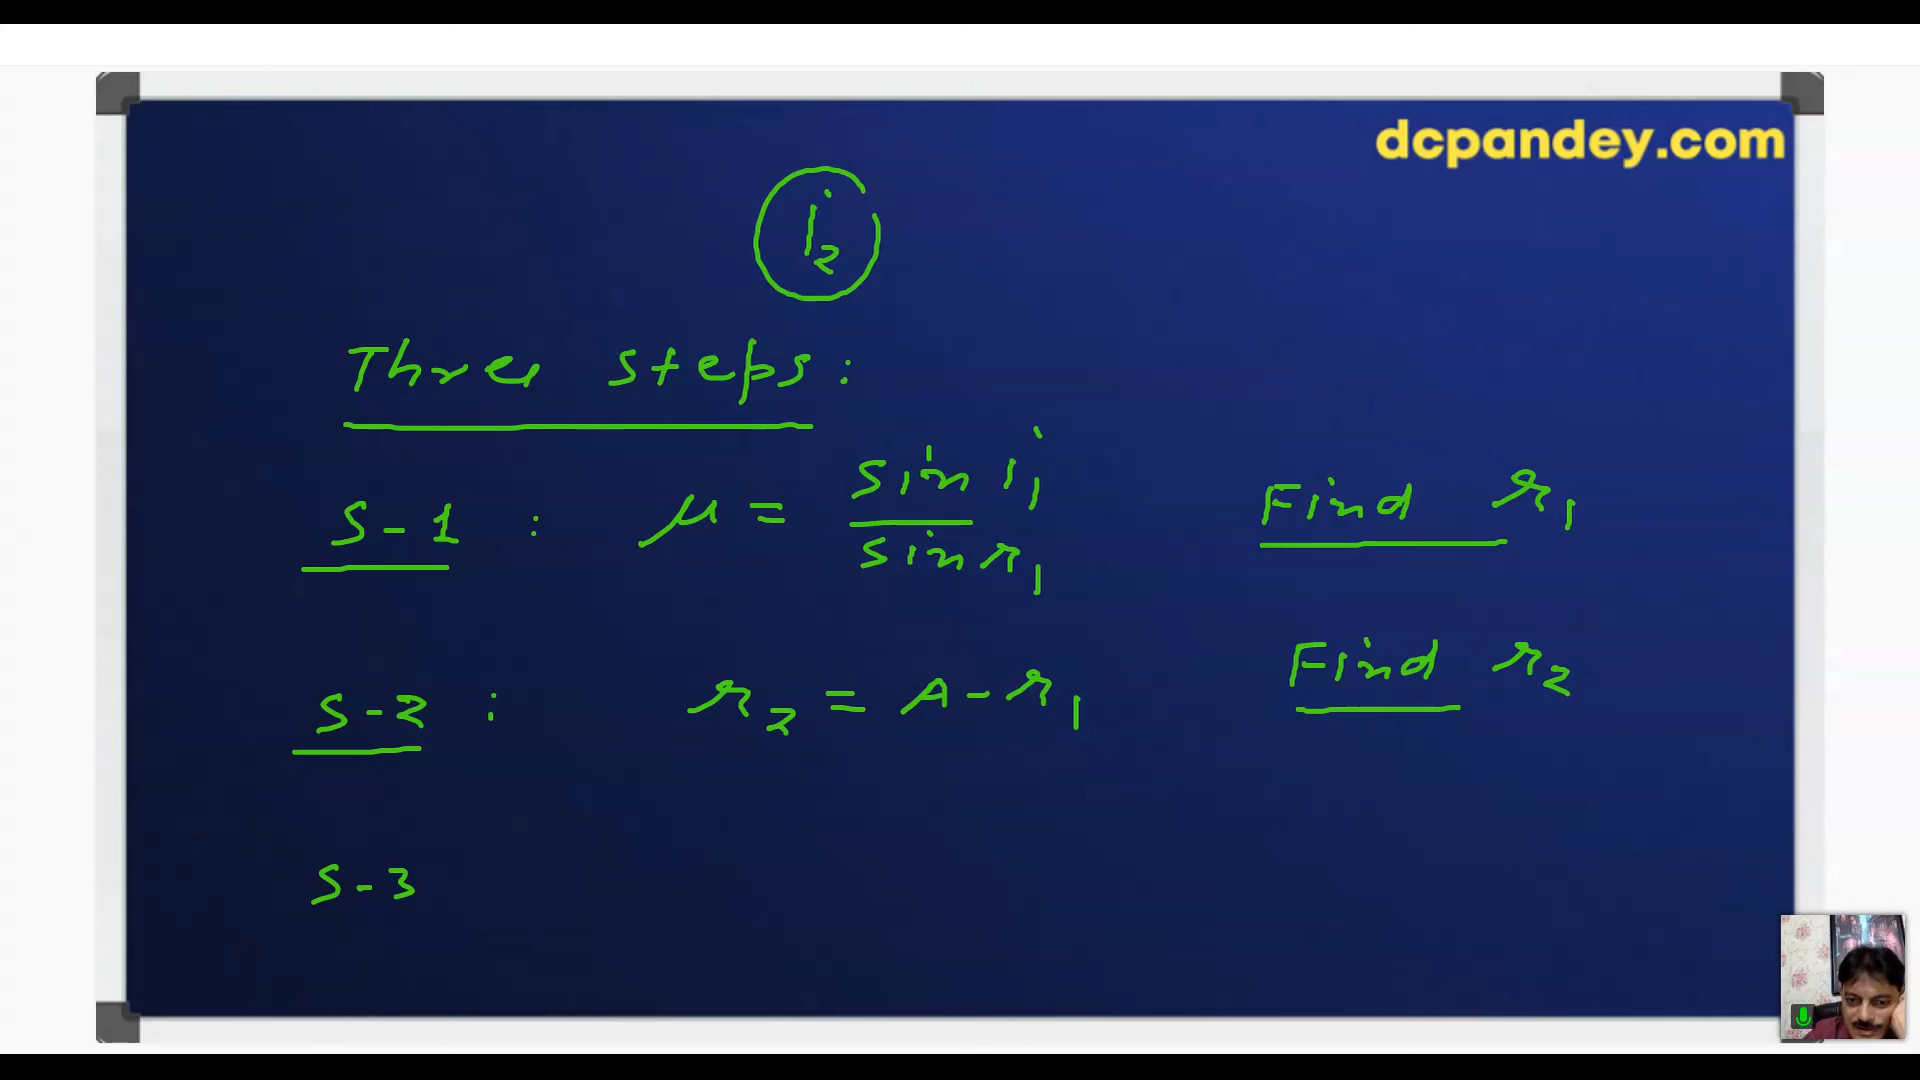 dcpandey.com
i₂
Three steps:
S-1 : μ = sin i₁ / sin r₁ Find r₁
S-2 : r₂ = A - r₁ Find r₂
S-3